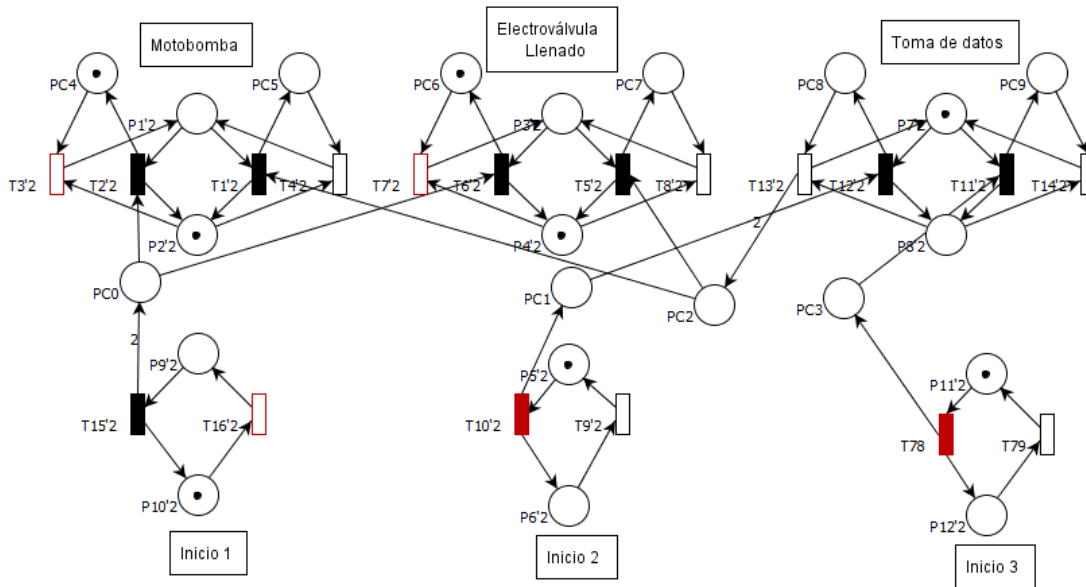 Motobomba
Electroválvula
Llenado
Toma de datos
PC4
PC5
PC6
PC7
PC8
PC9
P1'2
P3'2
P7'2
T3'2
T2'2
T1'2
T4'2
T7'2
T6'2
T5'2
T8'2
T13'2
T12'2
T11'2
T14'2
P2'2
P4'2
P8'2
2
PC0
PC1
PC2
PC3
2
P9'2
P5'2
P11'2
T15'2
T16'2
T10'2
T9'2
T78
T79
P10'2
P6'2
P12'2
Inicio 1
Inicio 2
Inicio 3